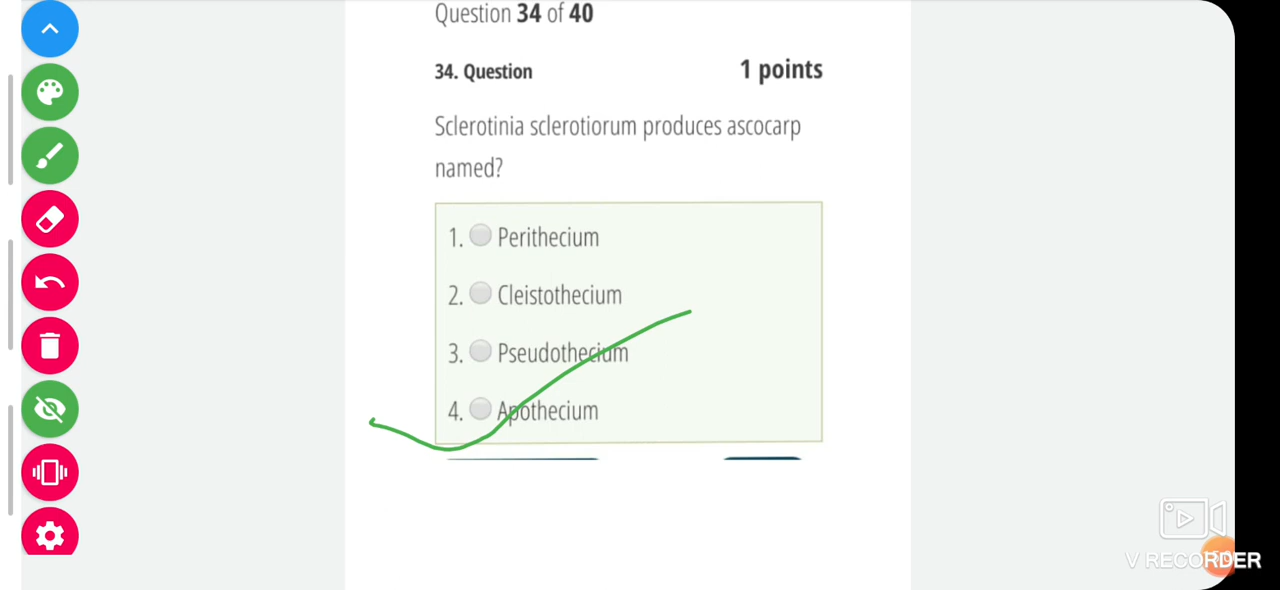 Question 34 of 40
34. Question 1 points
Sclerotinia sclerotiorum produces ascocarp
named?
1. Perithecium
2. Cleistothecium
3. Pseudothecium
4. Apothecium
V RECORDER